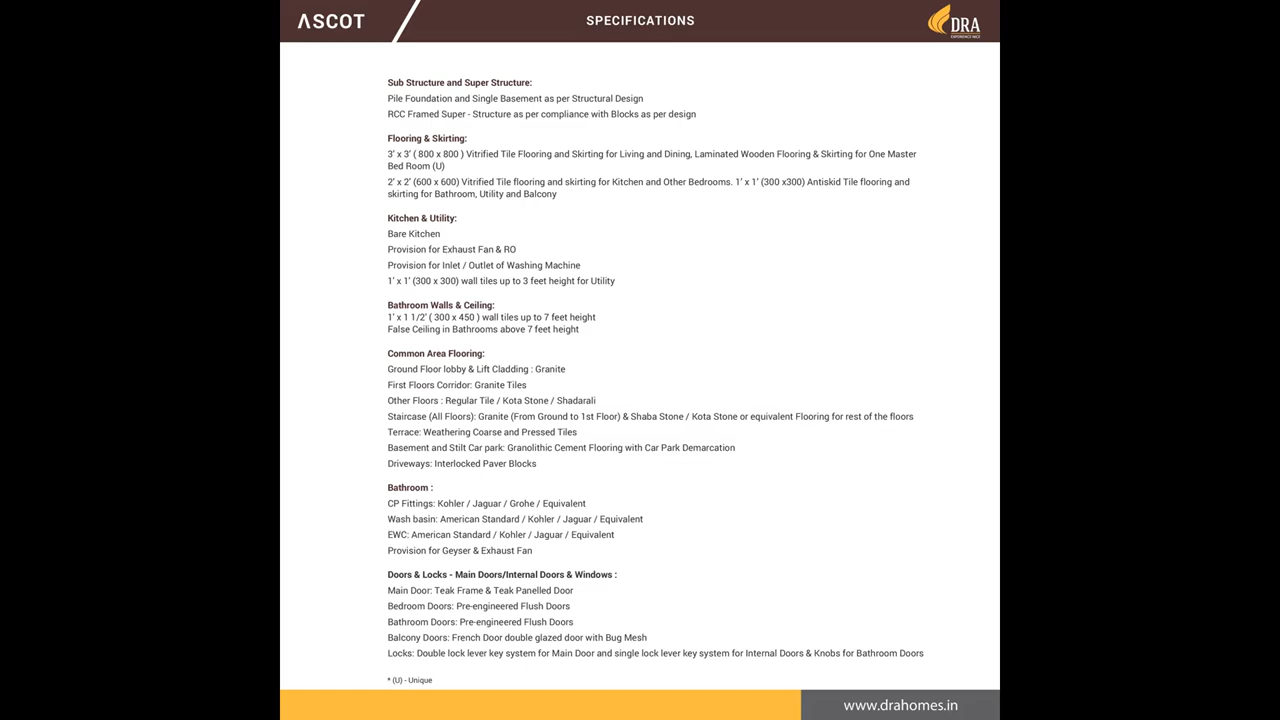 ASCOT
SPECIFICATIONS
DRA
EXPERIENCE NICE
Sub Structure and Super Structure:
Pile Foundation and Single Basement as per Structural Design
RCC Framed Super - Structure as per compliance with Blocks as per design
Flooring & Skirting:
3' x 3' ( 800 x 800 ) Vitrified Tile Flooring and Skirting for Living and Dining, Laminated Wooden Flooring & Skirting for One Master
Bed Room (U)
2' x 2' (600 x 600) Vitrified Tile flooring and skirting for Kitchen and Other Bedrooms. 1' x 1' (300 x300) Antiskid Tile flooring and
skirting for Bathroom, Utility and Balcony
Kitchen & Utility:
Bare Kitchen
Provision for Exhaust Fan & RO
Provision for Inlet / Outlet of Washing Machine
1' x 1' (300 x 300) wall tiles up to 3 feet height for Utility
Bathroom Walls & Ceiling:
1' x 1 1/2' ( 300 x 450 ) wall tiles up to 7 feet height
False Ceiling in Bathrooms above 7 feet height
Common Area Flooring:
Ground Floor lobby & Lift Cladding : Granite
First Floors Corridor: Granite Tiles
Other Floors : Regular Tile / Kota Stone / Shadarali
Staircase (All Floors): Granite (From Ground to 1st Floor) & Shaba Stone / Kota Stone or equivalent Flooring for rest of the floors
Terrace: Weathering Coarse and Pressed Tiles
Basement and Stilt Car park: Granolithic Cement Flooring with Car Park Demarcation
Driveways: Interlocked Paver Blocks
Bathroom :
CP Fittings: Kohler / Jaguar / Grohe / Equivalent
Wash basin: American Standard / Kohler / Jaguar / Equivalent
EWC: American Standard / Kohler / Jaguar / Equivalent
Provision for Geyser & Exhaust Fan
Doors & Locks - Main Doors/Internal Doors & Windows :
Main Door: Teak Frame & Teak Panelled Door
Bedroom Doors: Pre-engineered Flush Doors
Bathroom Doors: Pre-engineered Flush Doors
Balcony Doors: French Door double glazed door with Bug Mesh
Locks: Double lock lever key system for Main Door and single lock lever key system for Internal Doors & Knobs for Bathroom Doors
* (U) - Unique
www.drahomes.in